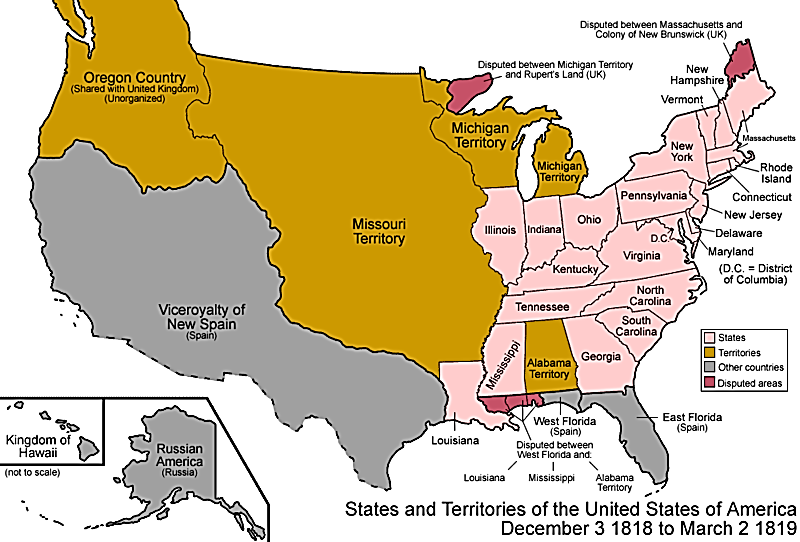 Disputed between Massachusetts and
Colony of New Brunswick (UK)
Disputed between Michigan Territory
and Rupert's Land (UK)
New
Hampshire
Vermont
Oregon Country
(Shared with United Kingdom)
(Unorganized)
Michigan
Territory
Michigan
Territory
Massachusetts
New
York
Rhode
Island
Connecticut
Pennsylvania
New Jersey
Missouri
Territory
Illinois
Indiana
Ohio
D.C.
Delaware
Maryland
Virginia
(D.C. = District
of Columbia)
Kentucky
North
Carolina
Tennessee
Viceroyalty of
New Spain
(Spain)
South
Carolina
Mississippi
Alabama
Territory
Georgia
States
Territories
Other countries
Disputed areas
West Florida
(Spain)
East Florida
(Spain)
Louisiana
Disputed between
West Florida and:
Louisiana
Mississippi
Alabama
Territory
Kingdom of
Hawaii
(not to scale)
Russian
America
(Russia)
States and Territories of the United States of America
December 3 1818 to March 2 1819